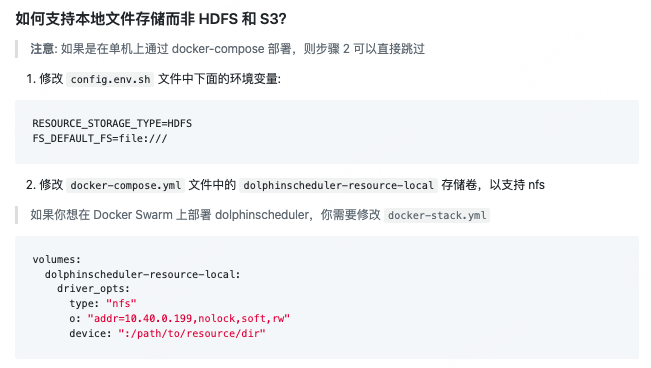 如何支持本地文件存储而非 HDFS 和 S3?
注意: 如果是在单机上通过 docker-compose 部署，则步骤 2 可以直接跳过
1. 修改 config.env.sh 文件中下面的环境变量:
RESOURCE_STORAGE_TYPE=HDFS
FS_DEFAULT_FS=file:///
2. 修改 docker-compose.yml 文件中的 dolphinscheduler-resource-local 存储卷，以支持 nfs
如果你想在 Docker Swarm 上部署 dolphinscheduler，你需要修改 docker-stack.yml
volumes:
  dolphinscheduler-resource-local:
    driver_opts:
      type: "nfs"
      o: "addr=10.40.0.199,nolock,soft,rw"
      device: ":/path/to/resource/dir"